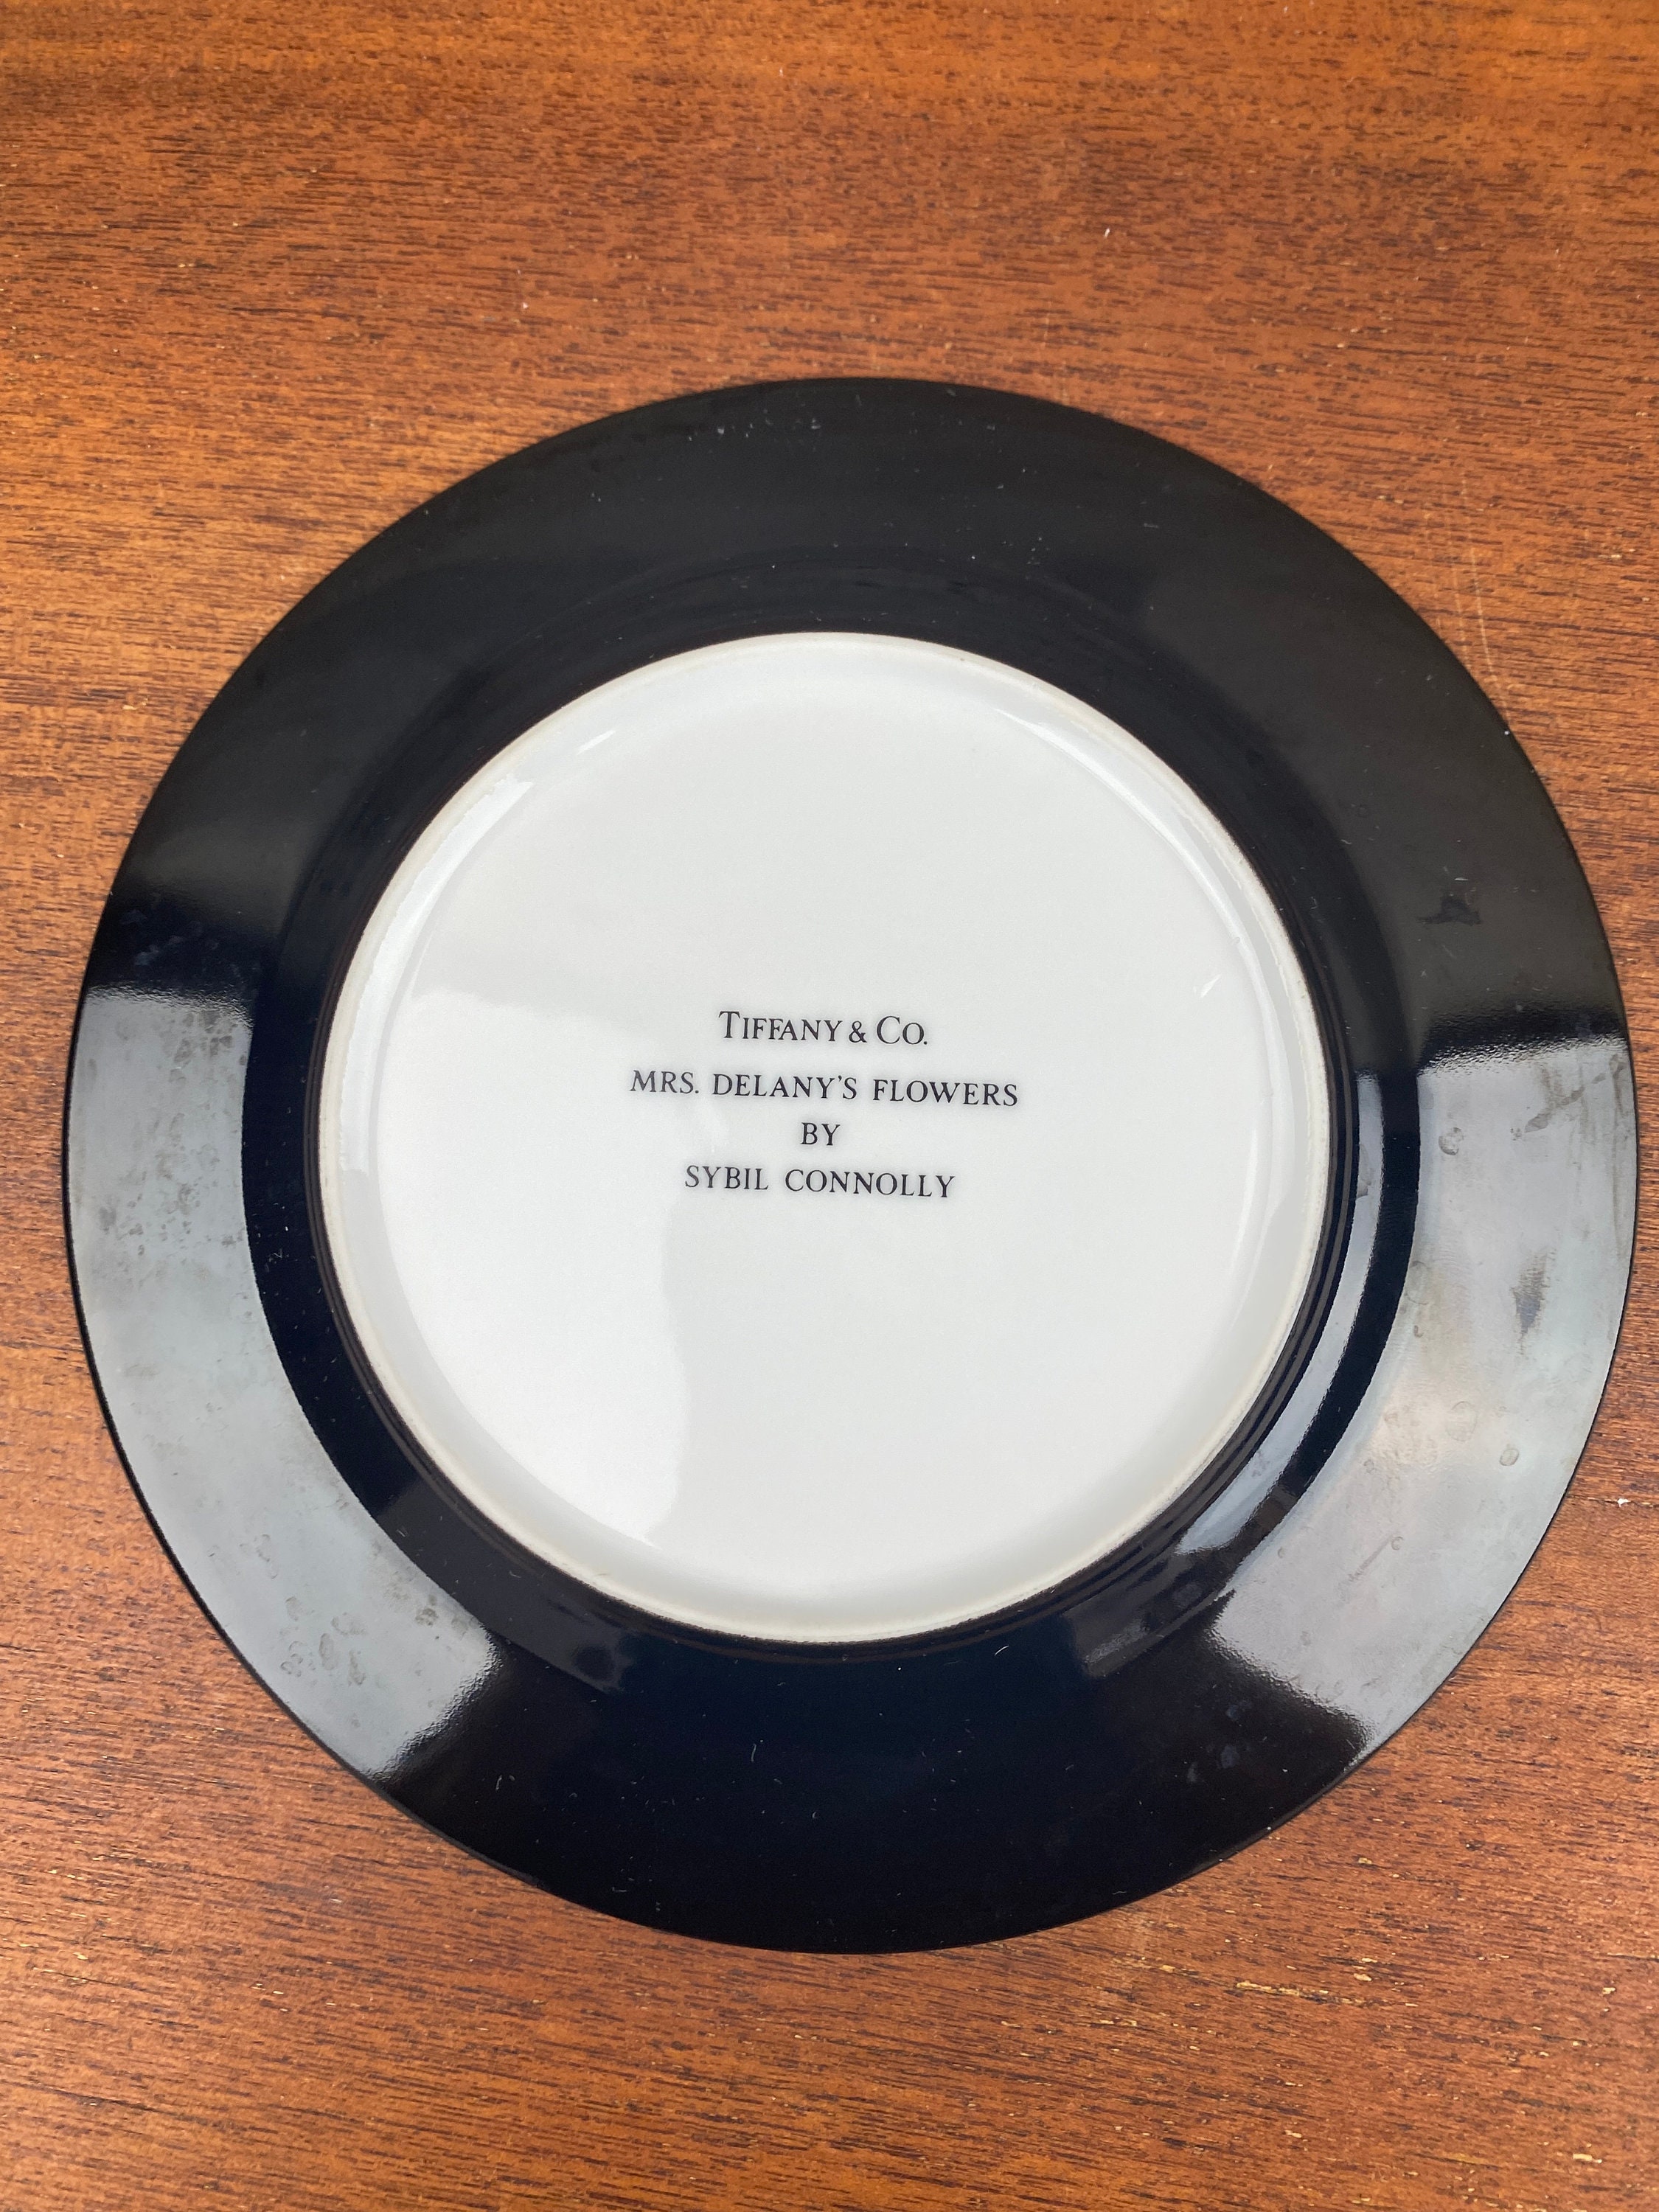 TIFFANY & CO.
MRS. DELANY'S FLOWERS
BY
SYBIL CONNOLLY